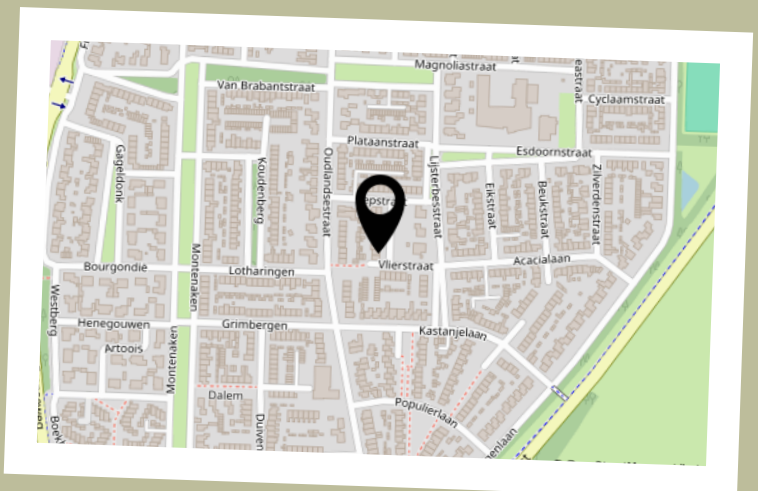 Magnoliastraat
Van Brabantstraat
Cyclaamstraat
Plataanstraat
Esdoornstraat
Gageldonk
Koudenberg
Oudlandsestraat
Lijsterbesstraat
Eikstraat
Beukstraat
Zilverdenstraat
Vlierstraat
Acacialaan
Bourgondië
Lotharingen
Montenaken
Westberg
Henegouwen
Grimbergen
Kastanjelaan
Artoois
Montenaken
Dalem
Populierlaan